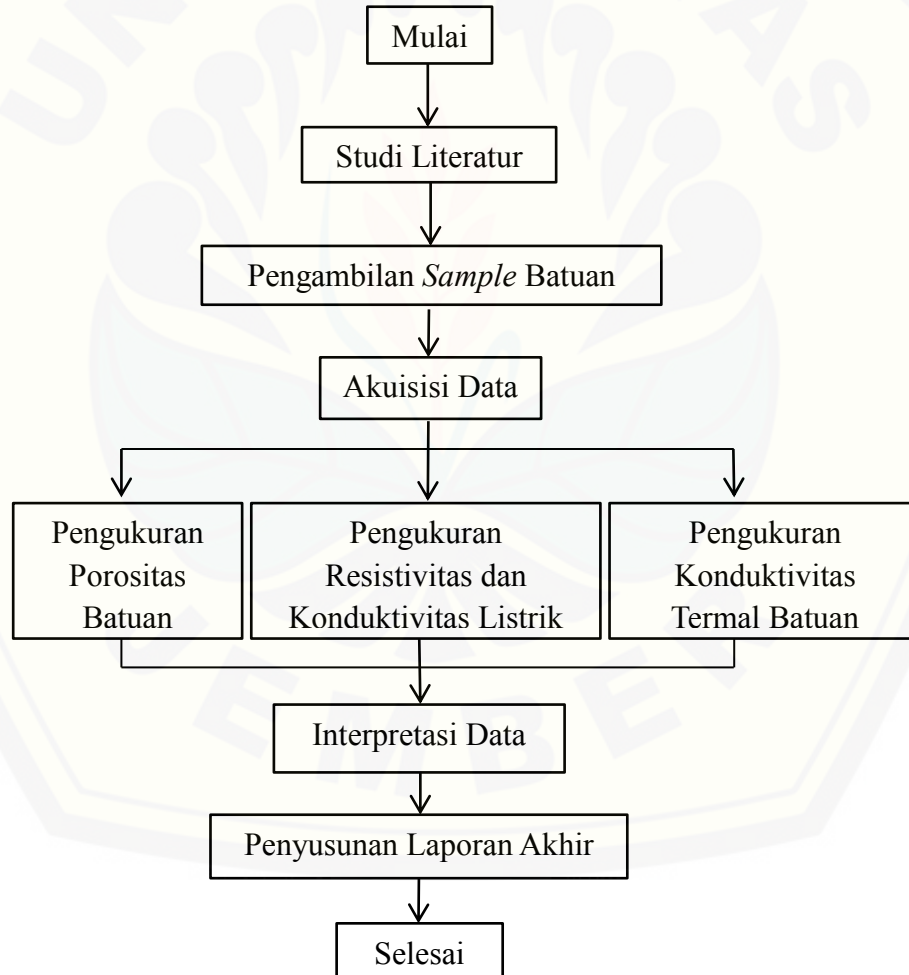 Mulai
Studi Literatur
Pengambilan Sample Batuan
Akuisisi Data
Pengukuran
Porositas
Batuan
Pengukuran
Resistivitas dan
Konduktivitas Listrik
Pengukuran
Konduktivitas
Termal Batuan
Interpretasi Data
Penyusunan Laporan Akhir
Selesai
JEMBER